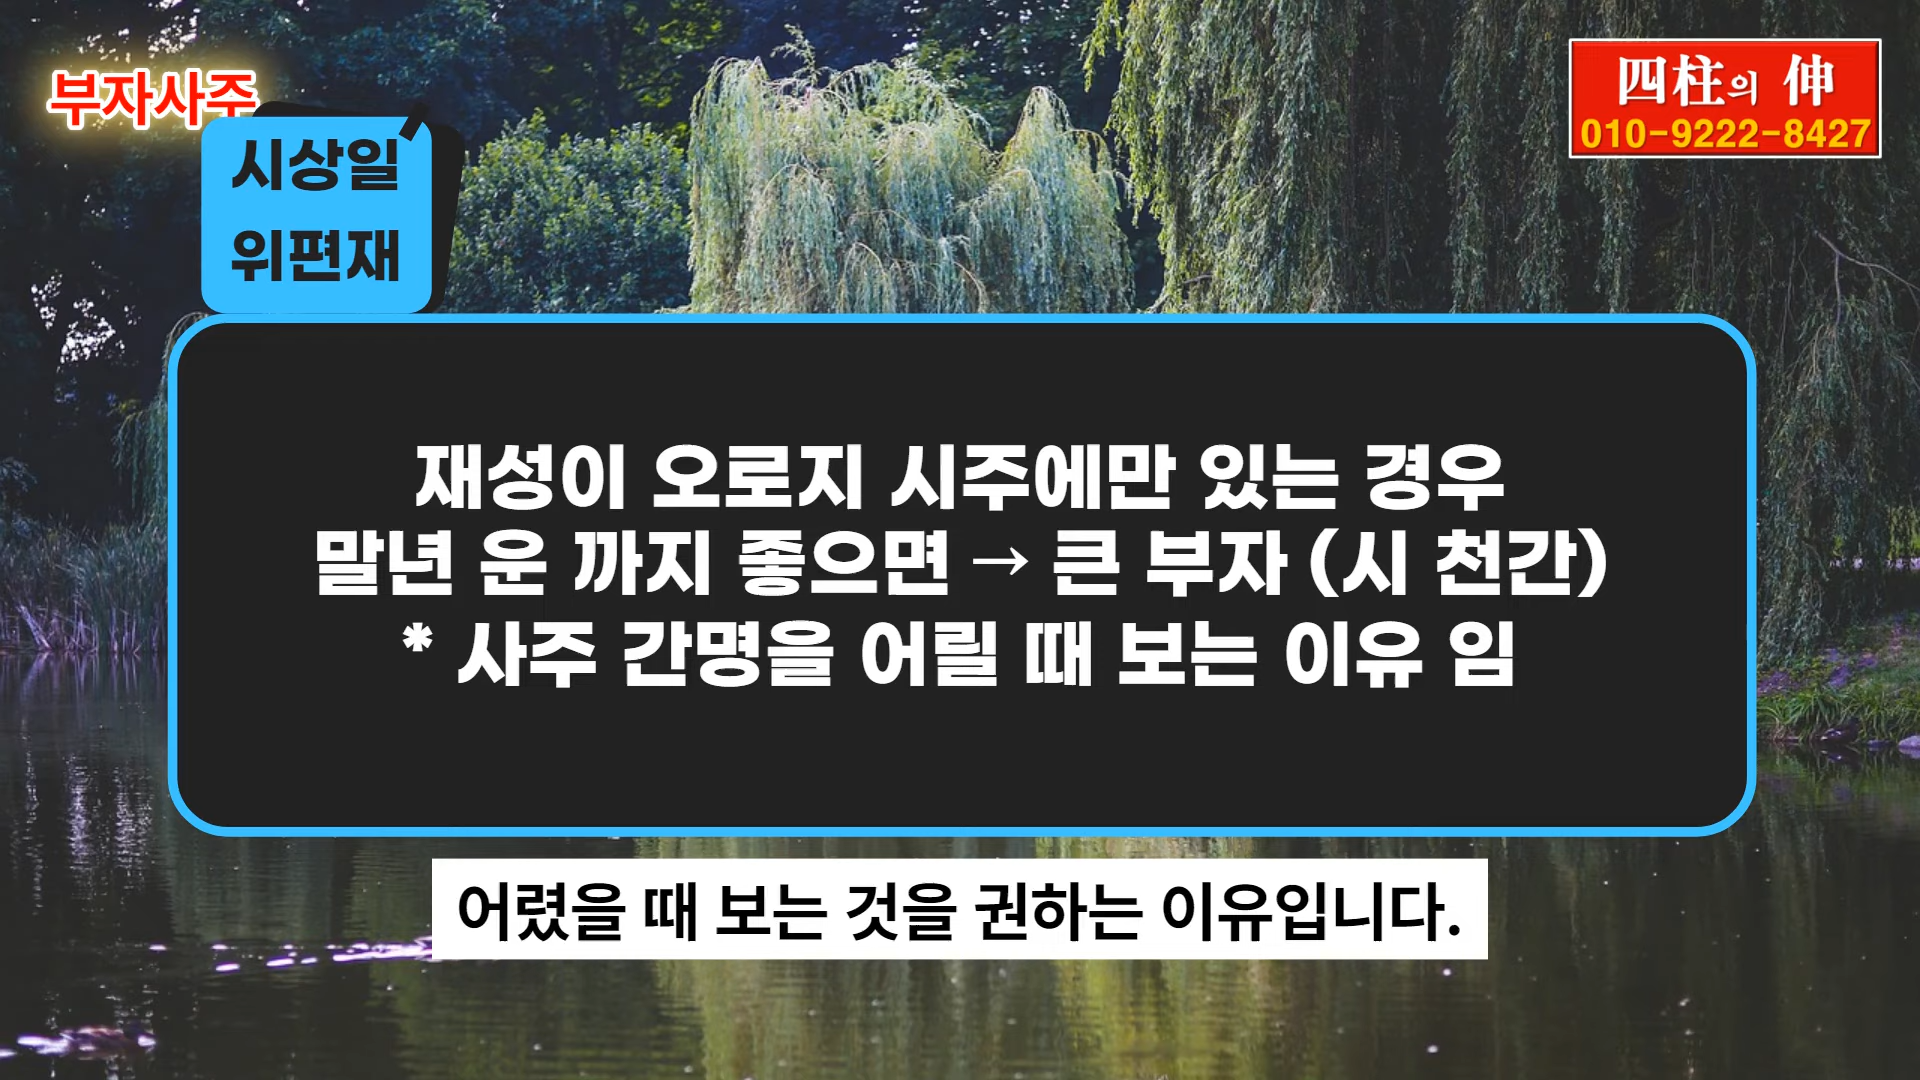 부자사주
四柱의 伸
010-9222-8427
시상일
위편재
재성이 오로지 시주에만 있는 경우
말년 운 까지 좋으면 → 큰 부자 (시 천간)
* 사주 간명을 어릴 때 보는 이유 임
어렸을 때 보는 것을 권하는 이유입니다.